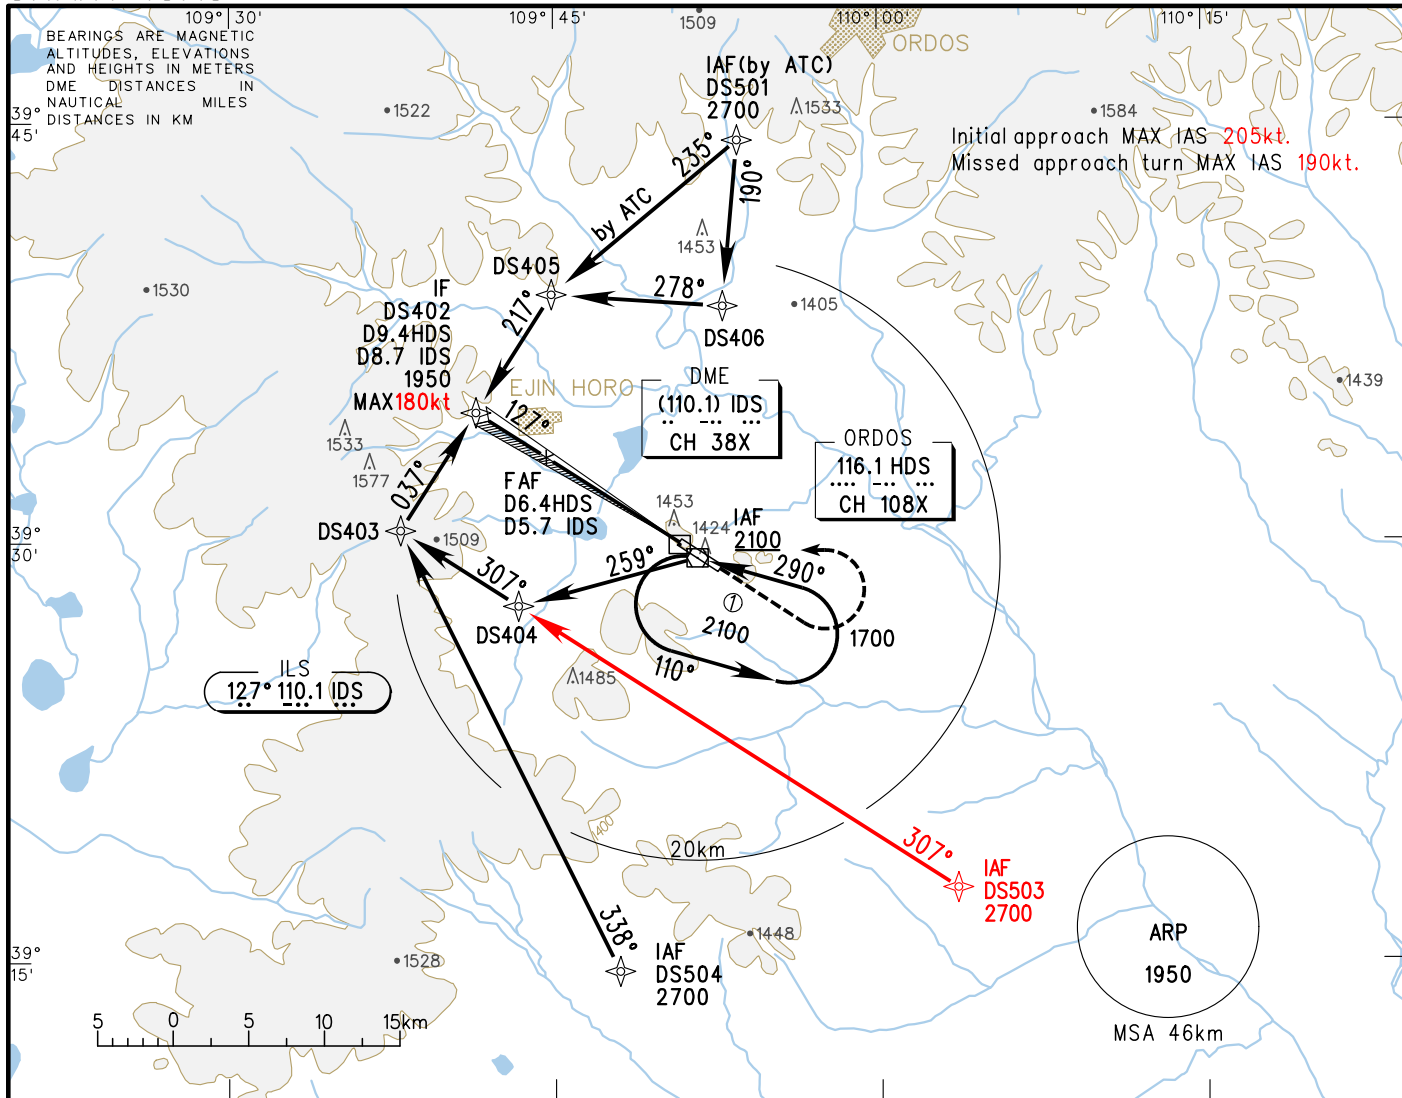 109°30'
109°45'
110°00'
110°15'
BEARINGS ARE MAGNETIC
ALTITUDES, ELEVATIONS
AND HEIGHTS IN METERS
DME DISTANCES IN
NAUTICAL MILES
DISTANCES IN KM
1509
ORDOS
IAF(by ATC)
DS501
2700
1533
1522
1584
39°
45'
Initial approach MAX IAS 205kt.
Missed approach turn MAX IAS 190kt.
235°
190°
by ATC
1453
DS405
IF
DS402
D9.4HDS
D8.7 IDS
1950
MAX180kt
1530
217°
278°
1405
DS406
EJIN HORO
127°
DME
(110.1) IDS
·· –·· ···
CH 38X
1439
1533
1577
ORDOS
116.1 HDS
···· –·· ···
CH 108X
037°
FAF
D6.4HDS
D5.7 IDS
1453
1424
IAF
2100
39°
30'
DS403
1509
259°
290°
307°
①
2100
1700
DS404
110°
ILS
127° 110.1 IDS
·· –·· ···
1485
1400
20km
307°
IAF
DS503
2700
338°
1448
ARP
1950
39°
15'
1528
IAF
DS504
2700
5 0 5 10 15km
MSA 46km